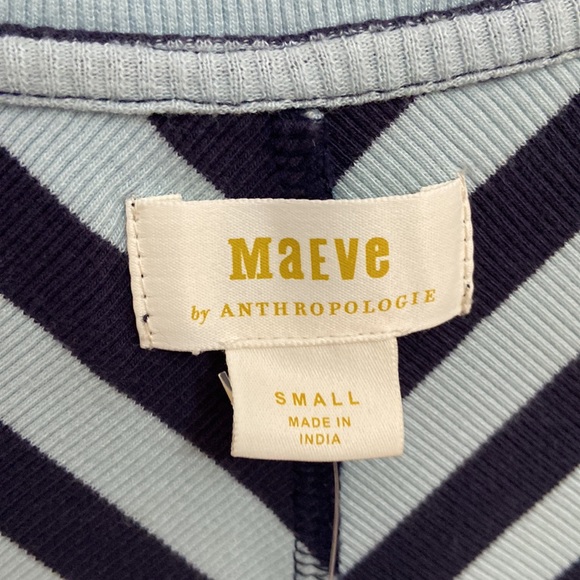 MaEve
by ANTHROPOLOGIE
SMALL
MADE IN
INDIA